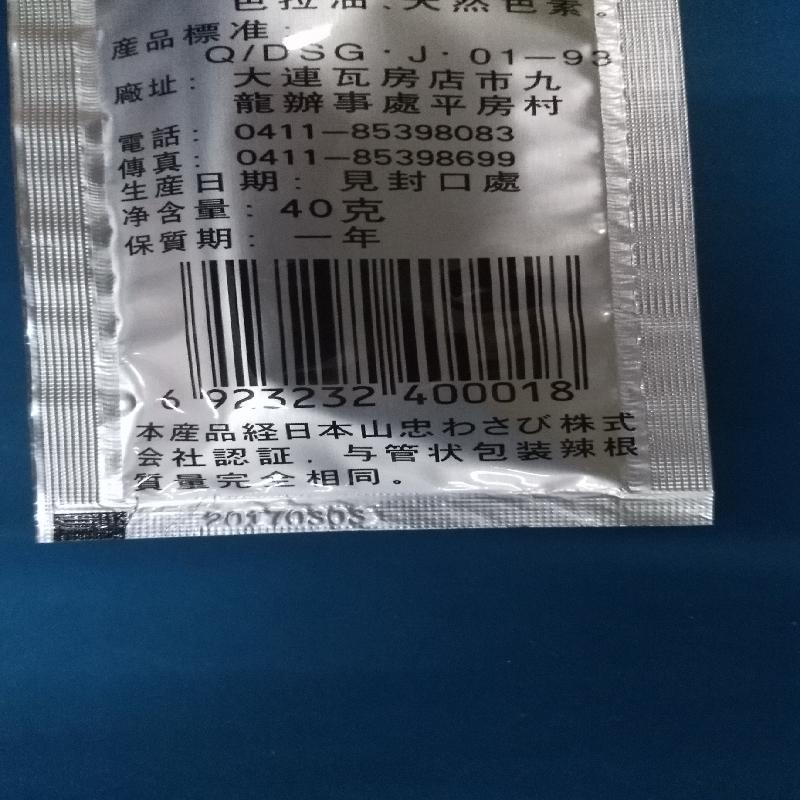 色拉油、天然色素。
産品標准：
Q/DSG·J·01—93
廠址：大連瓦房店市九
龍辦事處平房村
電話：0411—85398083
傳真：0411—85398699
生産日期：見封口處
净含量：40克
保質期：一年
6 923232 400018
本産品経日本山忠わさび株式
会社認証．与管状包装辣根
質量完全相同。